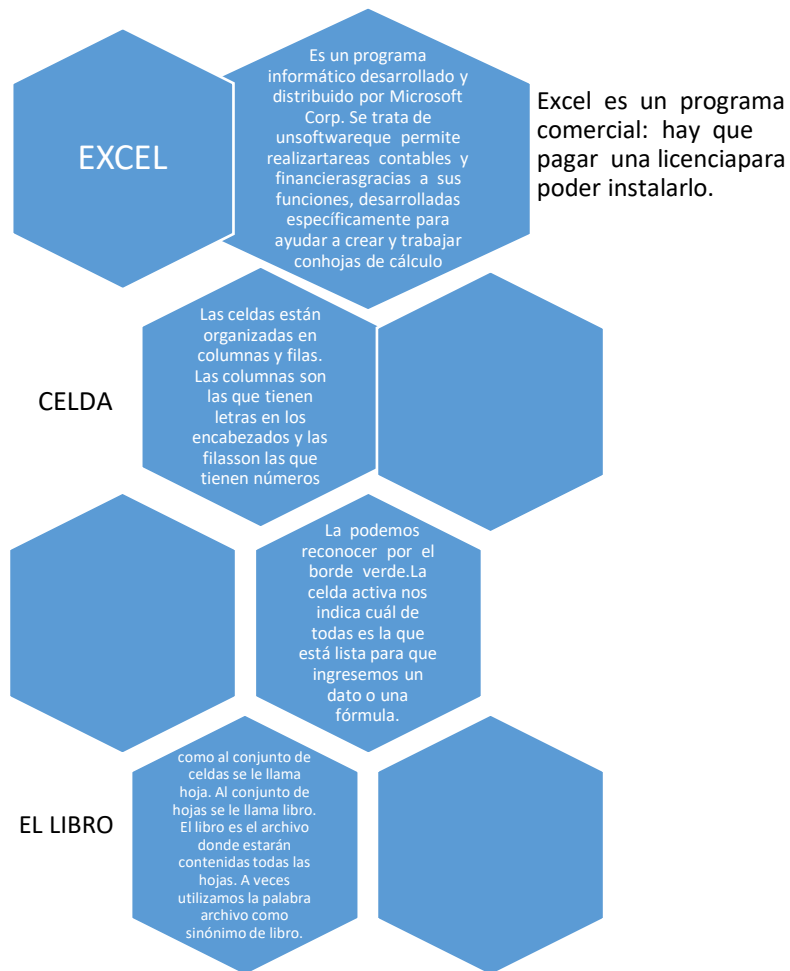 EXCEL
Es un programa
informático desarrollado y
distribuido por Microsoft
Corp. Se trata de
unsoftwareque permite
realizartareas contables y
financierasgracias a sus
funciones, desarrolladas
específicamente para
ayudar a crear y trabajar
conhojas de cálculo
Excel es un programa
comercial: hay que
pagar una licenciapara
poder instalarlo.
CELDA
Las celdas están
organizadas en
columnas y filas.
Las columnas son
las que tienen
letras en los
encabezados y las
filasson las que
tienen números
La podemos
reconocer por el
borde verde.La
celda activa nos
indica cuál de
todas es la que
está lista para que
ingresemos un
dato o una
fórmula.
EL LIBRO
como al conjunto de
celdas se le llama
hoja. Al conjunto de
hojas se le llama libro.
El libro es el archivo
donde estarán
contenidas todas las
hojas. A veces
utilizamos la palabra
archivo como
sinónimo de libro.